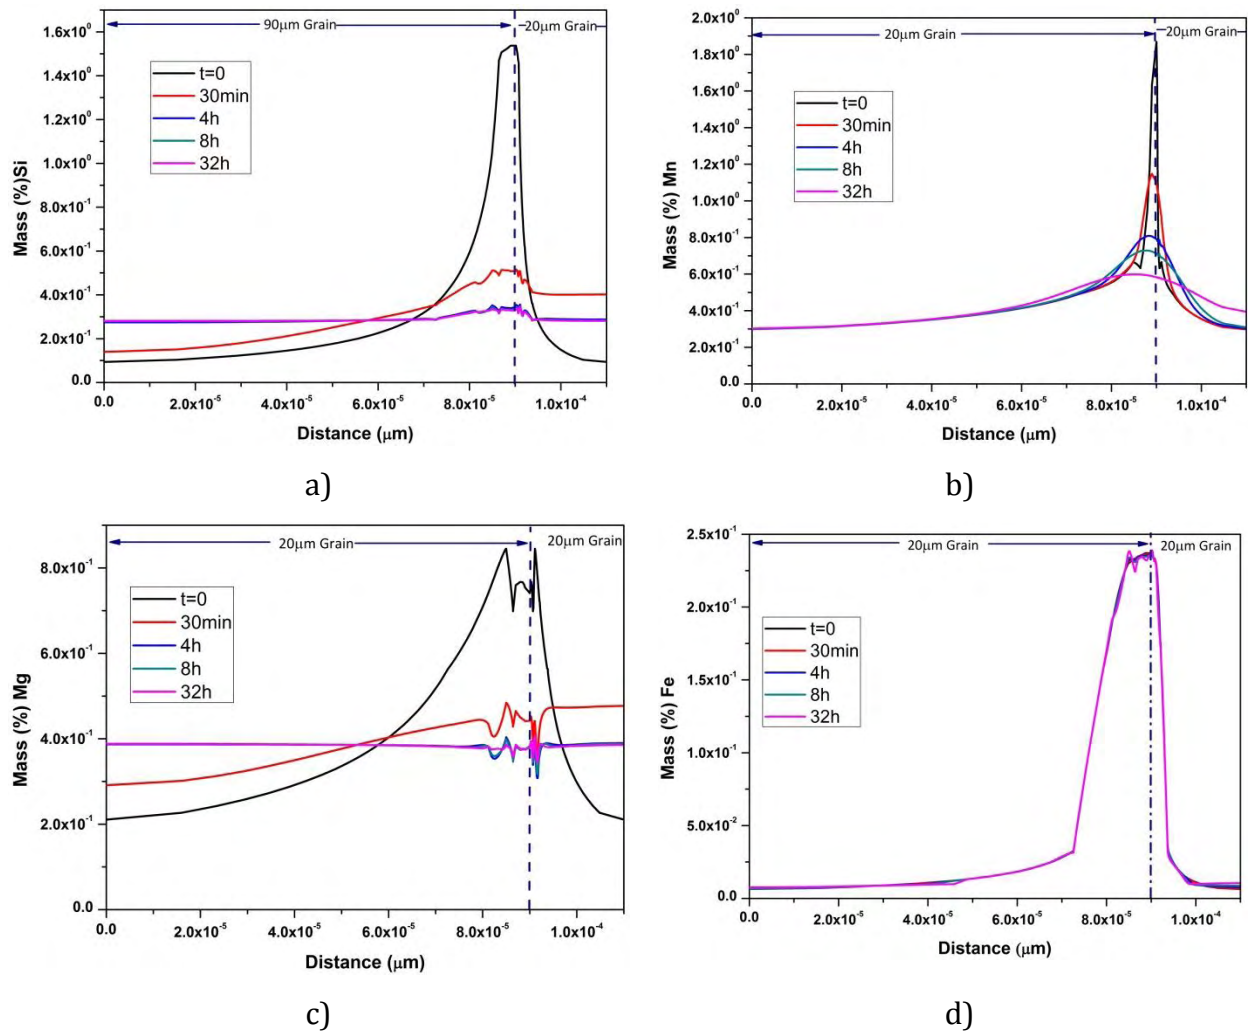 90μm Grain
20μm Grain
1.6x10⁰
1.4x10⁰
1.2x10⁰
1.0x10⁰
8.0x10⁻¹
6.0x10⁻¹
4.0x10⁻¹
2.0x10⁻¹
0.0
Mass (%)Si
t=0
30min
4h
8h
32h
0.0
2.0x10⁻⁵
4.0x10⁻⁵
6.0x10⁻⁵
8.0x10⁻⁵
1.0x10⁻⁴
Distance (μm)
a)
20μm Grain
20μm Grain
2.0x10⁰
1.8x10⁰
1.6x10⁰
1.4x10⁰
1.2x10⁰
1.0x10⁰
8.0x10⁻¹
6.0x10⁻¹
4.0x10⁻¹
2.0x10⁻¹
0.0
Mass (%) Mn
t=0
30min
4h
8h
32h
0.0
2.0x10⁻⁵
4.0x10⁻⁵
6.0x10⁻⁵
8.0x10⁻⁵
1.0x10⁻⁴
Distance (μm)
b)
20μm Grain
20μm Grain
8.0x10⁻¹
6.0x10⁻¹
4.0x10⁻¹
2.0x10⁻¹
0.0
Mass (%) Mg
t=0
30min
4h
8h
32h
0.0
2.0x10⁻⁵
4.0x10⁻⁵
6.0x10⁻⁵
8.0x10⁻⁵
1.0x10⁻⁴
Distance (μm)
c)
20μm Grain
20μm Grain
2.5x10⁻¹
2.0x10⁻¹
1.5x10⁻¹
1.0x10⁻¹
5.0x10⁻²
0.0
Mass (%) Fe
t=0
30min
4h
8h
32h
0.0
2.0x10⁻⁵
4.0x10⁻⁵
6.0x10⁻⁵
8.0x10⁻⁵
1.0x10⁻⁴
Distance (μm)
d)